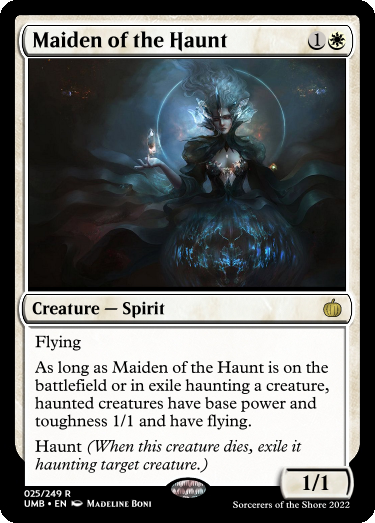 Maiden of the Haunt 1
Creature — Spirit
Flying
As long as Maiden of the Haunt is on the
battlefield or in exile haunting a creature,
haunted creatures have base power and
toughness 1/1 and have flying.
Haunt (When this creature dies, exile it
haunting target creature.)
1/1
025/249 R
UMB • EN Madeline Boni
Sorcerers of the Shore 2022